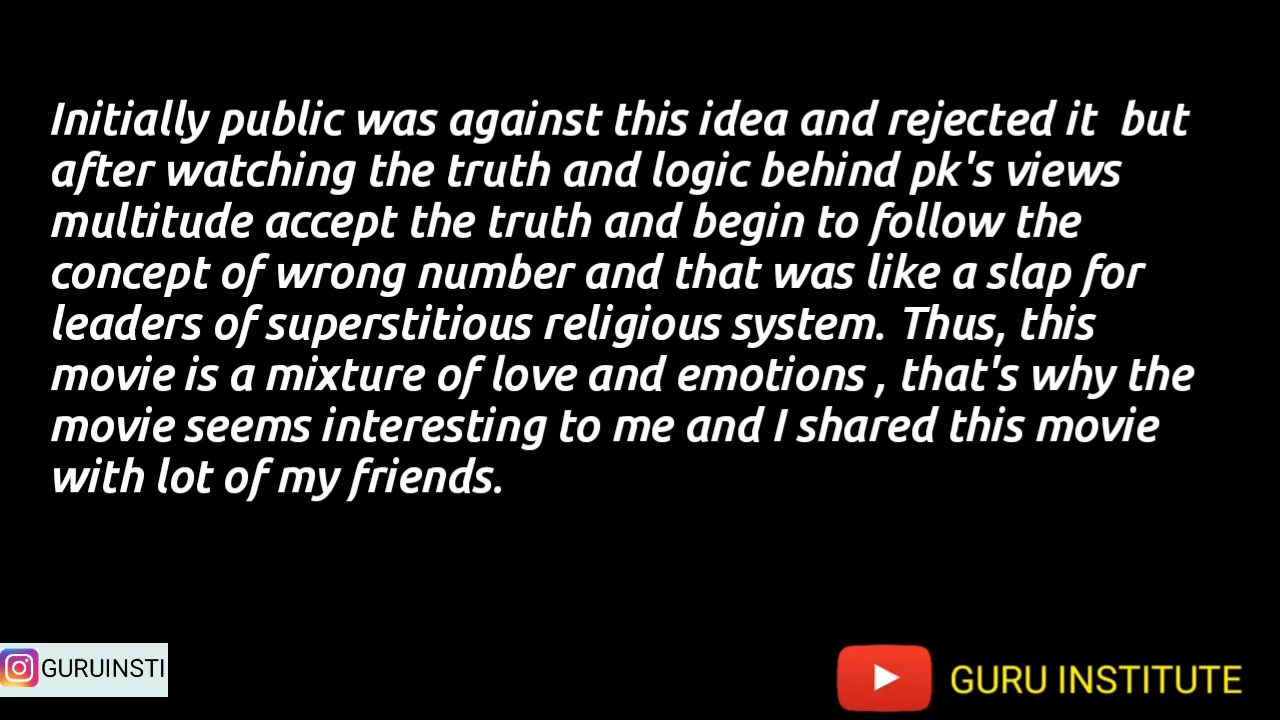 Initially public was against this idea and rejected it  but
after watching the truth and logic behind pk's views
multitude accept the truth and begin to follow the
concept of wrong number and that was like a slap for
leaders of superstitious religious system. Thus, this
movie is a mixture of love and emotions , that's why the
movie seems interesting to me and I shared this movie
with lot of my friends.
GURUINSTI
GURU INSTITUTE